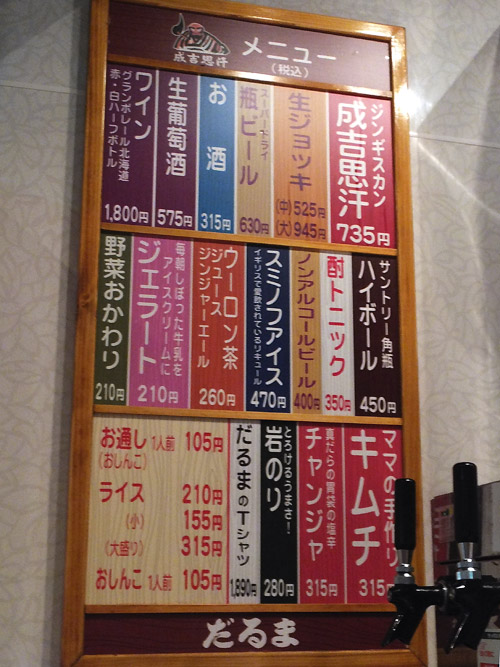 成吉思汗
メニュー
(税込)
ジンギスカン
成吉思汗
735円
生ジョッキ
(中)525円
(大)945円
スーパードライ
瓶ビール
630円
お酒
315円
生葡萄酒
575円
ワイン
グランポレール北海道
赤・白ハーフボトル
1,800円
サントリー角瓶
ハイボール
450円
酎トニック
350円
ノンアルコールビール
400円
スミノフアイス
イギリスで愛飲されているリキュール
470円
ウーロン茶
ジュース
ジンジャーエール
260円
毎朝しぼった牛乳を
アイスクリームに
ジェラート
210円
野菜おかわり
210円
ママの手作り
キムチ
315円
真だらの胃袋の塩辛
チャンジャ
315円
とろけるうまさ!
岩のり
280円
だるまのTシャツ
1,890円
お通し 1人前 105円
(おしんこ)
ライス 210円
(小) 155円
(大盛り) 315円
おしんこ 1人前 105円
だるま